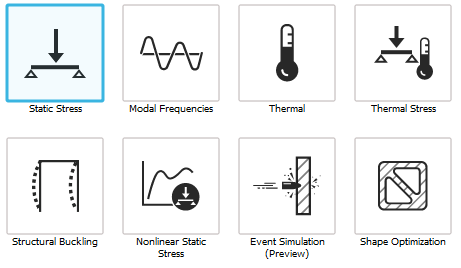 Static Stress
Modal Frequencies
Thermal
Thermal Stress
Structural Buckling
Nonlinear Static
Stress
Event Simulation
(Preview)
Shape Optimization